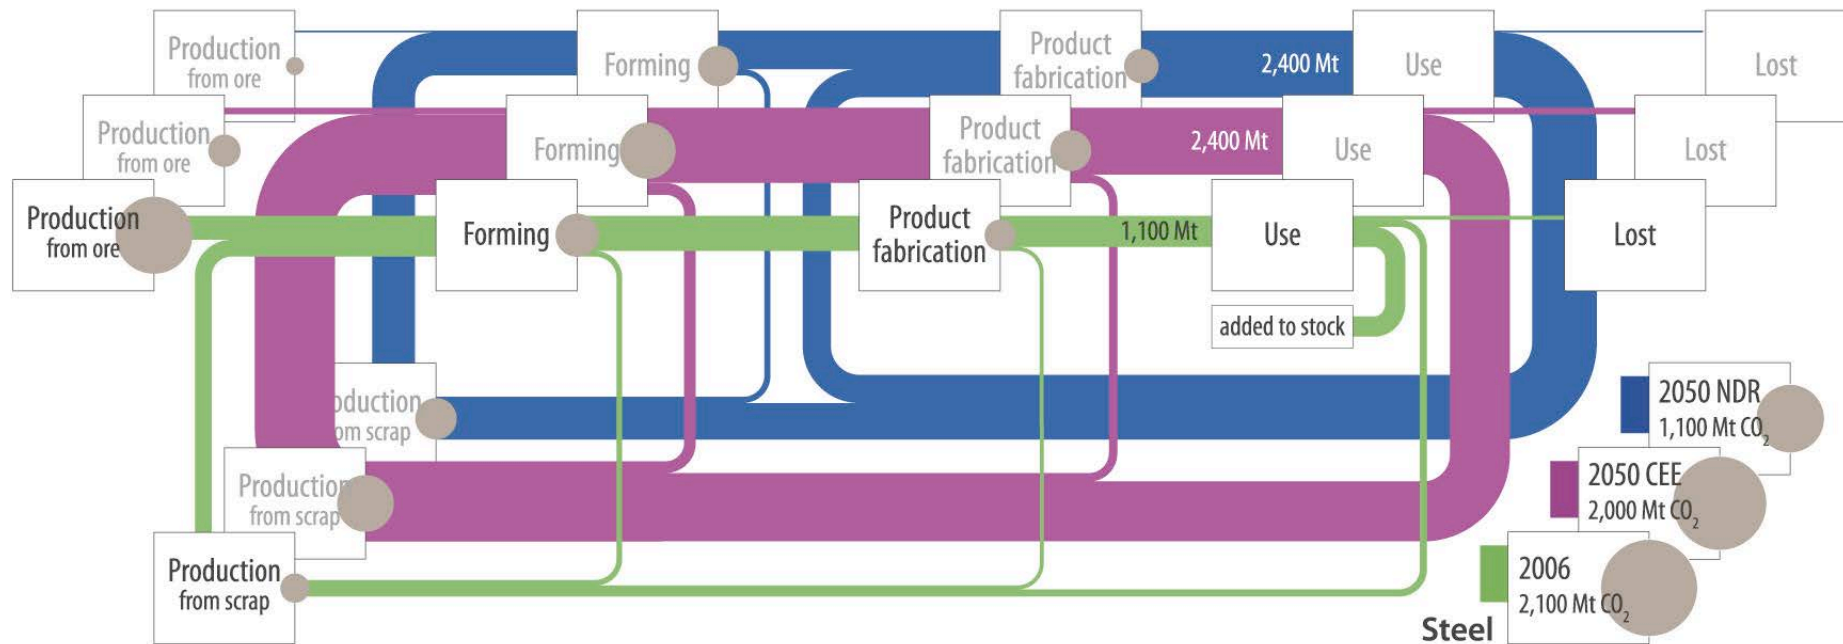 Production
from ore
Forming
Product
fabrication
2,400 Mt
Use
Lost
Production
from ore
Forming
Product
fabrication
2,400 Mt
Use
Lost
Production
from ore
Forming
Product
fabrication
1,100 Mt
Use
Lost
added to stock
oduction
om scrap
Production
from scrap
Production
from scrap
2050 NDR
1,100 Mt CO₂
2050 CEE
2,000 Mt CO₂
2006
2,100 Mt CO₂
Steel